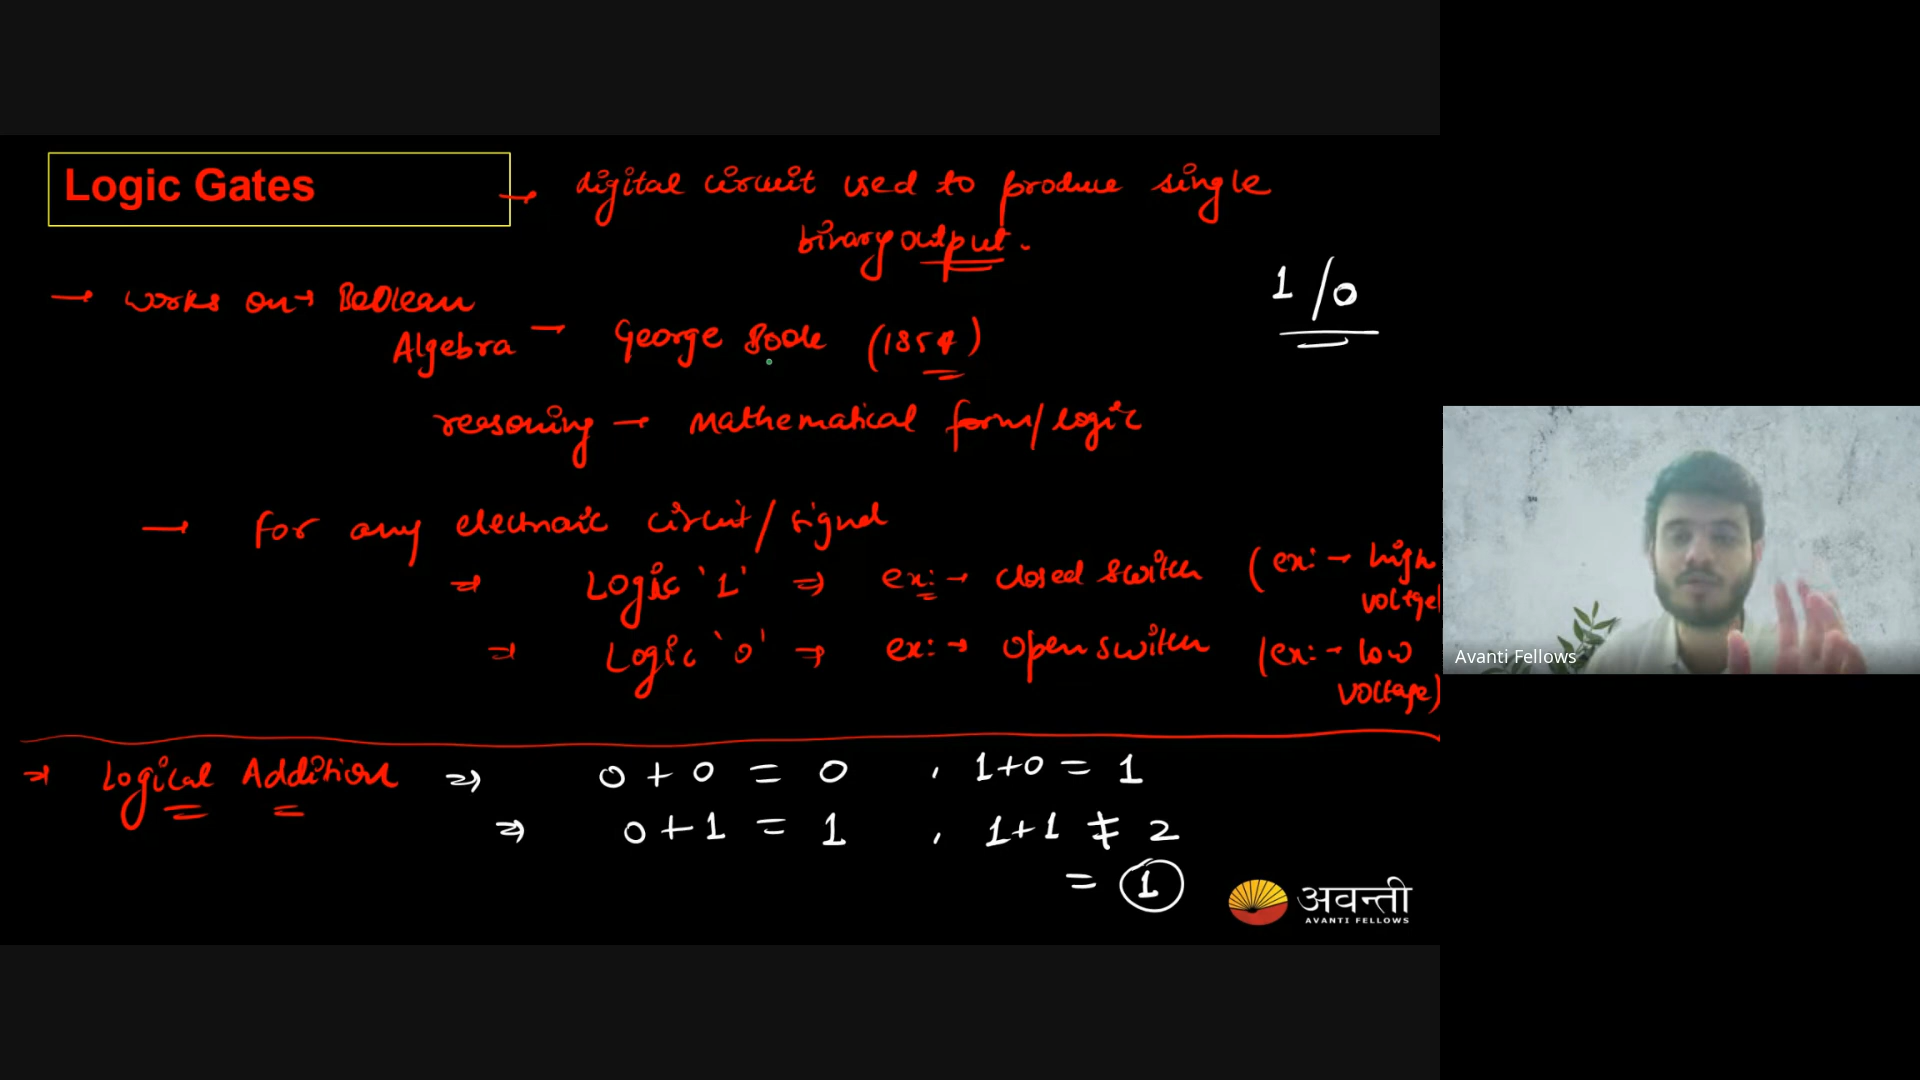 Logic Gates → digital circuit used to produce single
binary output.
1/0
→ works on → Boolean
Algebra → George Boole (1854)
reasoning → Mathematical form/logic
→ for any electronic circuit/signal
⇒ Logic '1' ⇒ ex:→ closed switch (ex:→ high
voltge
⇒ Logic '0' ⇒ ex:→ open switch (ex:→ low
voltage)
⇒ Logical Addition ⇒ 0+0 = 0 , 1+0 = 1
⇒ 0+1 = 1 , 1+1 ≠ 2
= 1
अवन्ती
AVANTI FELLOWS
Avanti Fellows